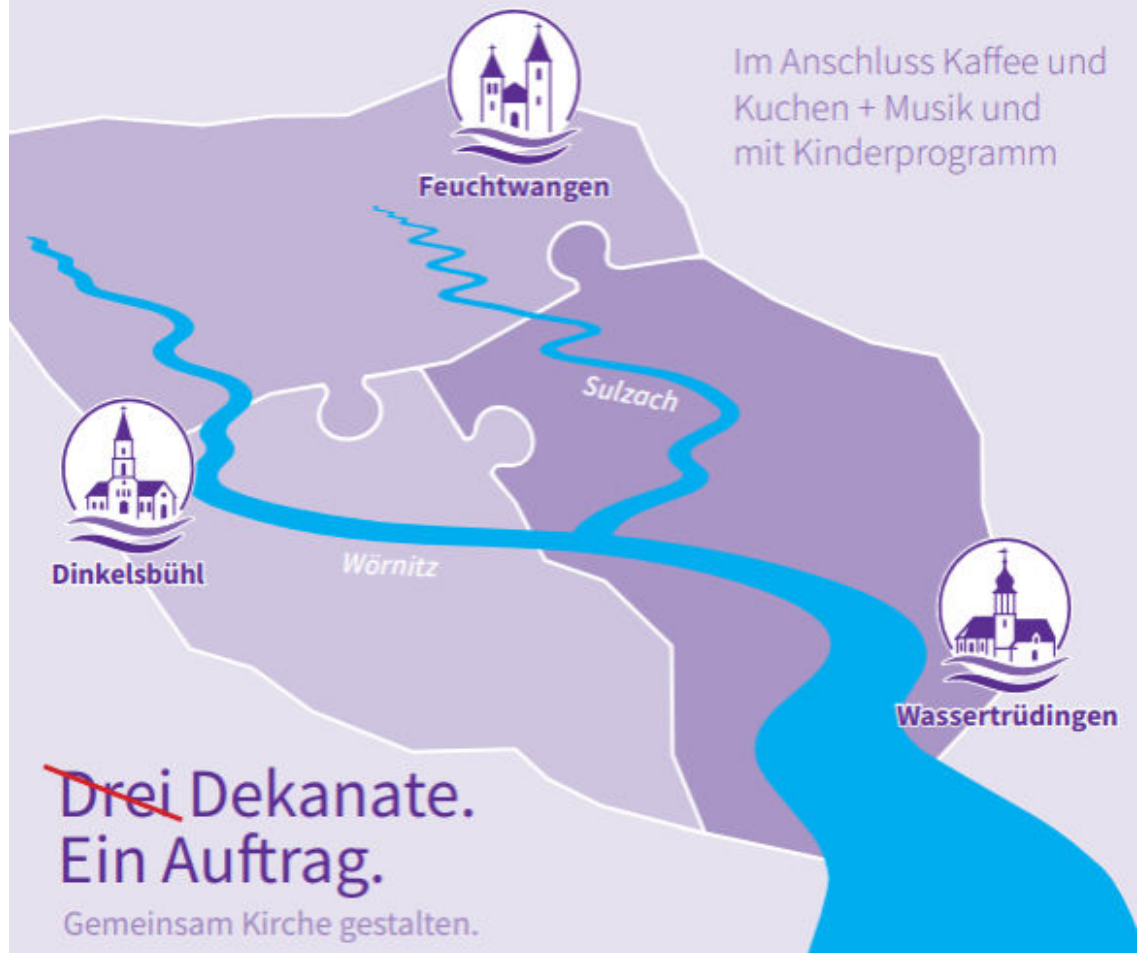 Im Anschluss Kaffee und
Kuchen + Musik und
mit Kinderprogramm
Feuchtwangen
Sulzach
Wörnitz
Dinkelsbühl
Wassertrüdingen
Drei Dekanate.
Ein Auftrag.
Gemeinsam Kirche gestalten.